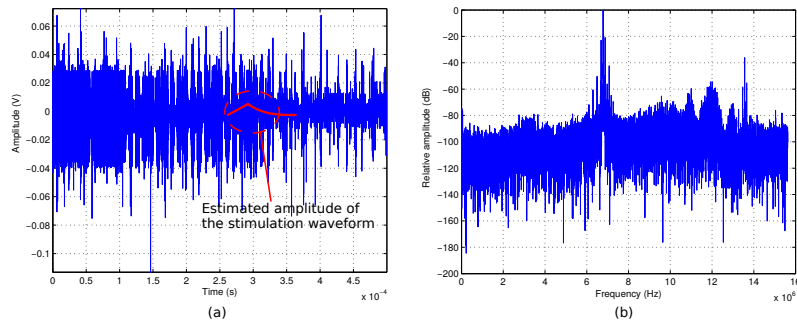 0.06
0.04
0.02
0
−0.02
−0.04
−0.06
−0.08
−0.1
Amplitude (V)
Estimated amplitude of
the stimulation waveform
0 0.5 1 1.5 2 2.5 3 3.5 4 4.5 5
Time (s)
x 10⁻⁴
(a)
0
−20
−40
−60
−80
−100
−120
−140
−160
−180
−200
Relative amplitude (dB)
0 2 4 6 8 10 12 14 16
Frequency (Hz)
x 10⁶
(b)